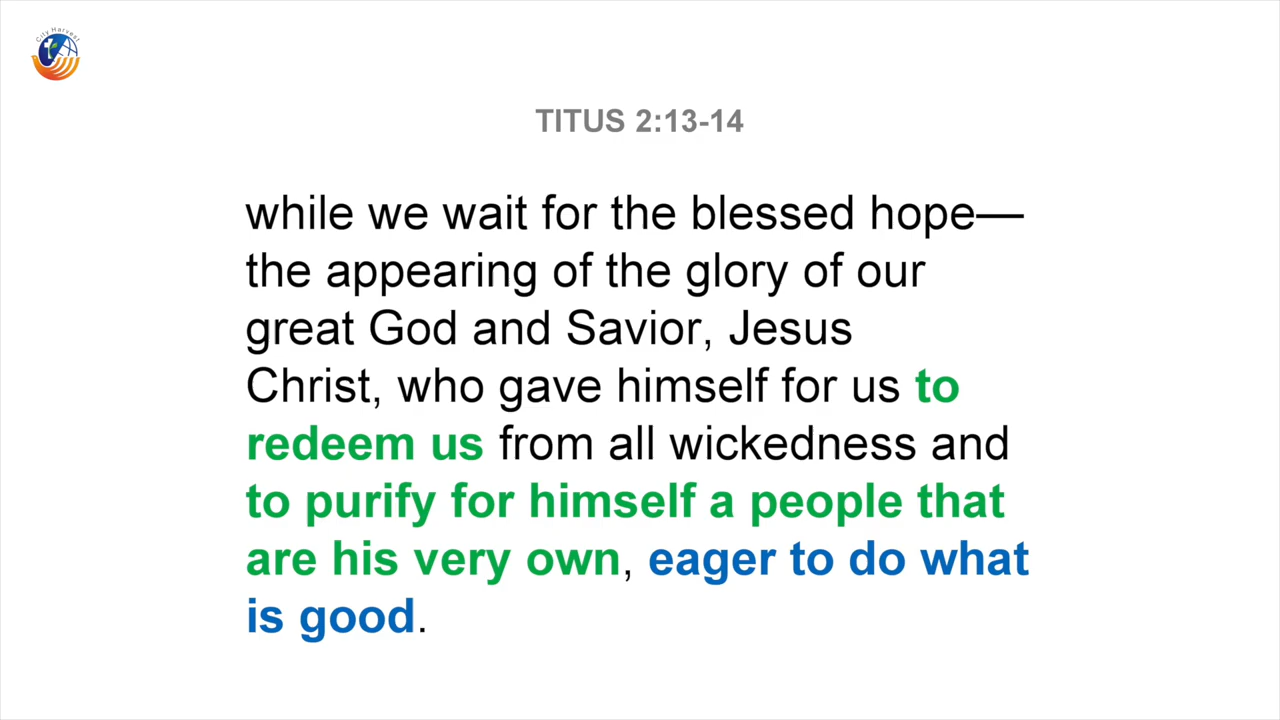 City Harvest
TITUS 2:13-14
while we wait for the blessed hope—
the appearing of the glory of our
great God and Savior, Jesus
Christ, who gave himself for us to
redeem us from all wickedness and
to purify for himself a people that
are his very own, eager to do what
is good.